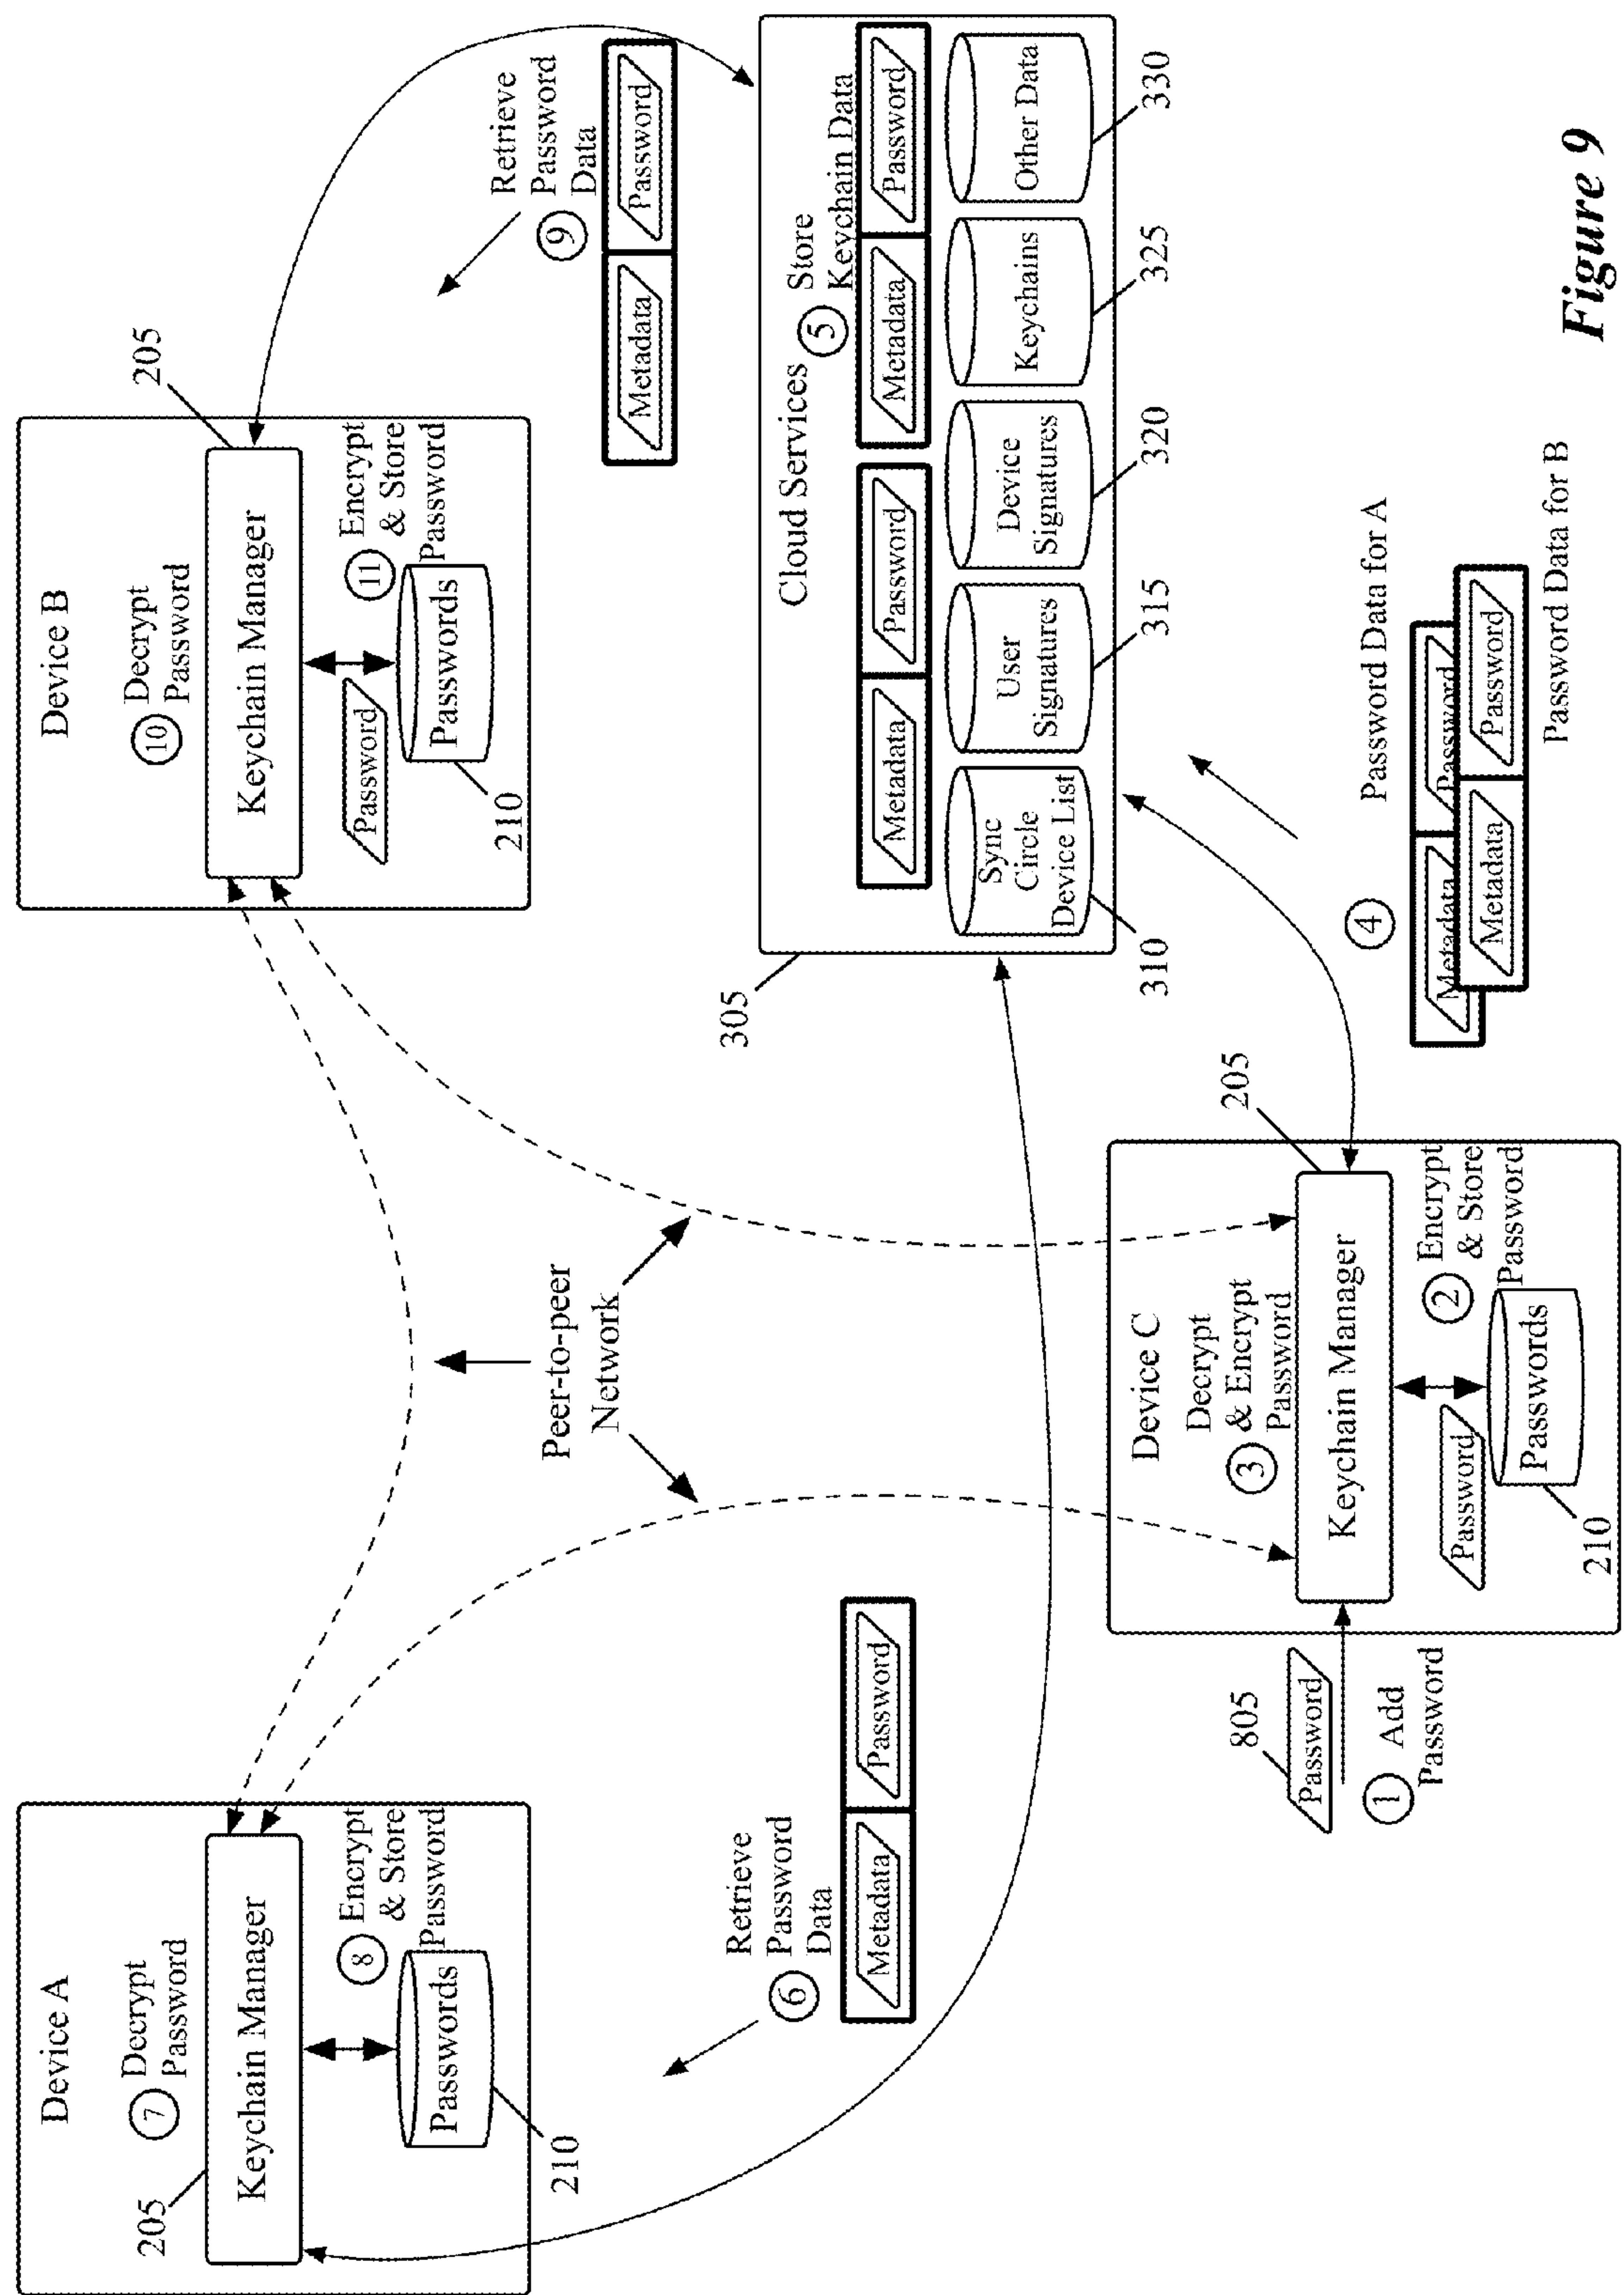 Device A
7
Decrypt
Password
205
Keychain Manager
8
Encrypt
& Store
Password
Passwords
210
Device B
10
Decrypt
Password
205
Keychain Manager
Password
11
Encrypt
& Store
Password
Passwords
210
Peer-to-peer
Network
Retrieve
6
Password
Data
Metadata
Password
Retrieve
9
Password
Data
Metadata
Password
305
Cloud Services
5
Store
Keychain Data
Metadata
Password
Metadata
Password
Sync
Circle
Device List
User
Signatures
Device
Signatures
Keychains
Other Data
310
315
320
325
330
805
Password
1
Add
Password
Device C
Decrypt
3
& Encrypt
Password
205
Keychain Manager
Password
2
Encrypt
& Store
Password
Passwords
210
4
Password Data for A
Metadata
Password
Metadata
Password
Password Data for B
Figure 9